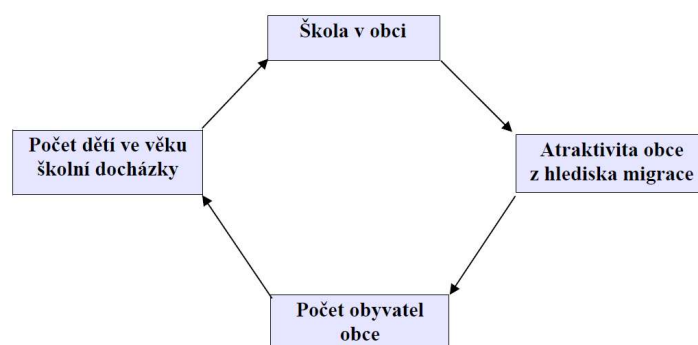 Škola v obci
Počet dětí ve věku
školní docházky
Atraktivita obce
z hlediska migrace
Počet obyvatel
obce